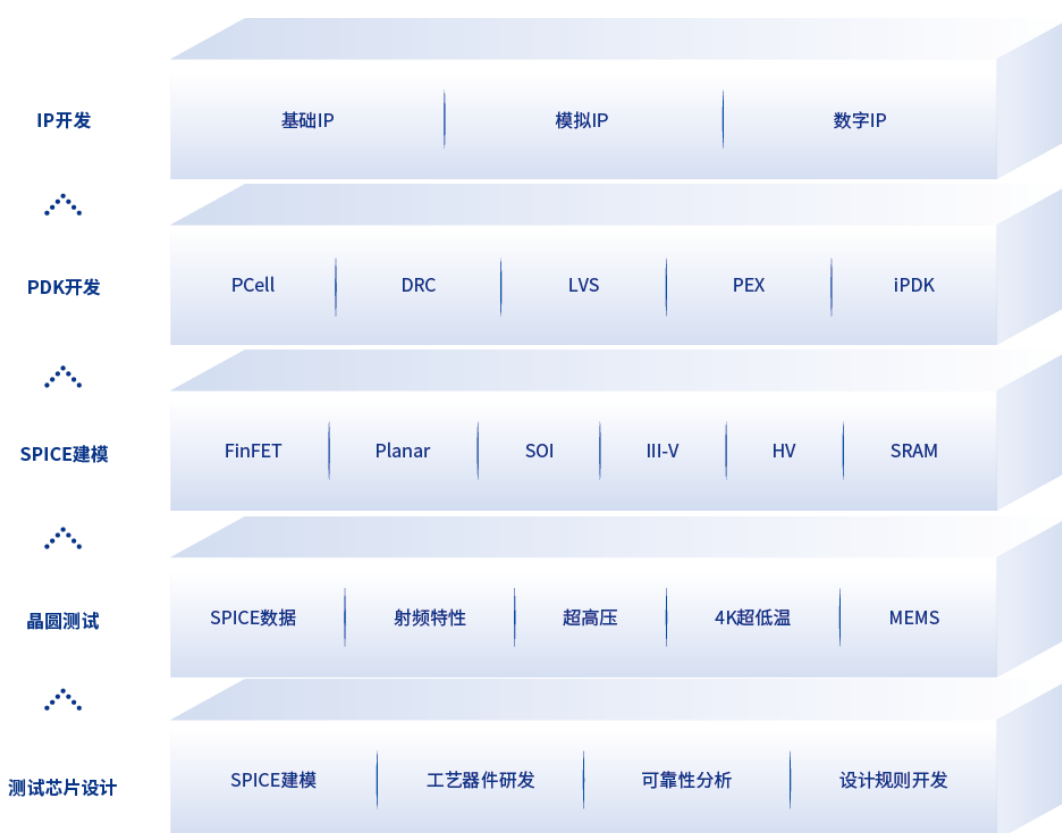 IP开发
基础IP
模拟IP
数字IP
PDK开发
PCell
DRC
LVS
PEX
iPDK
SPICE建模
FinFET
Planar
SOI
III-V
HV
SRAM
晶圆测试
SPICE数据
射频特性
超高压
4K超低温
MEMS
测试芯片设计
SPICE建模
工艺器件研发
可靠性分析
设计规则开发